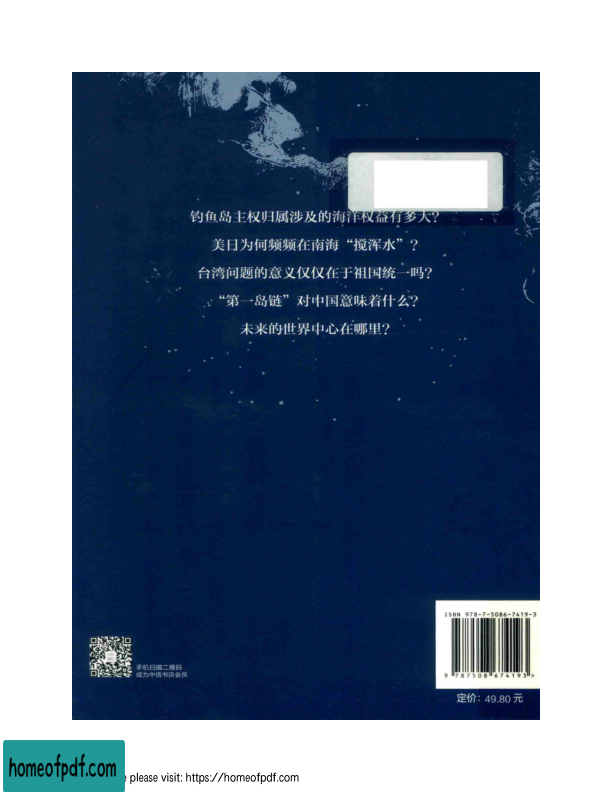 钓鱼岛主权归属涉及的海洋权益有多大？
美日为何频频在南海“搅浑水”？
台湾问题的意义仅仅在于祖国统一吗？
“第一岛链”对中国意味着什么？
未来的世界中心在哪里？
ISBN 978-7-5086-7419-3
9 787508 674193 >
定价：49.80 元
手机扫描二维码
成为中信书店会员
homeofpdf.com
please visit: https://homeofpdf.com